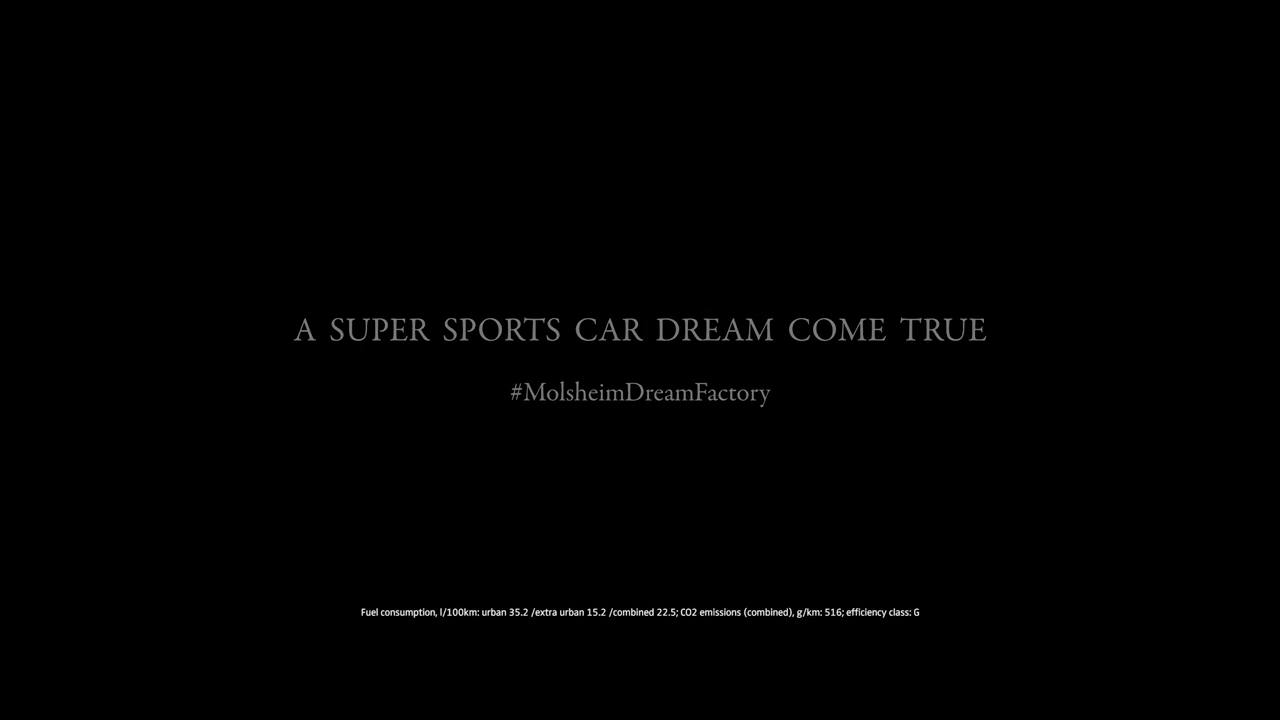 A SUPER SPORTS CAR DREAM COME TRUE
#MolsheimDreamFactory
Fuel consumption, l/100km: urban 35.2 /extra urban 15.2 /combined 22.5; CO2 emissions (combined), g/km: 516; efficiency class: G